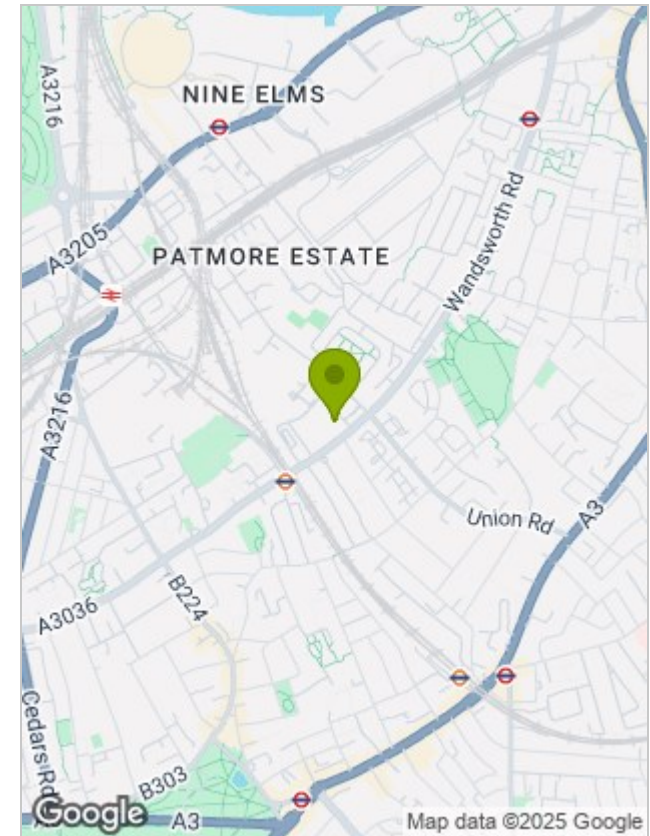 A3216
NINE ELMS
Wandsworth Rd
A3205
PATMORE ESTATE
A3216
Union Rd
A3
B224
A3036
Cedars Rd
B303
Google
A3
Map data ©2025 Google